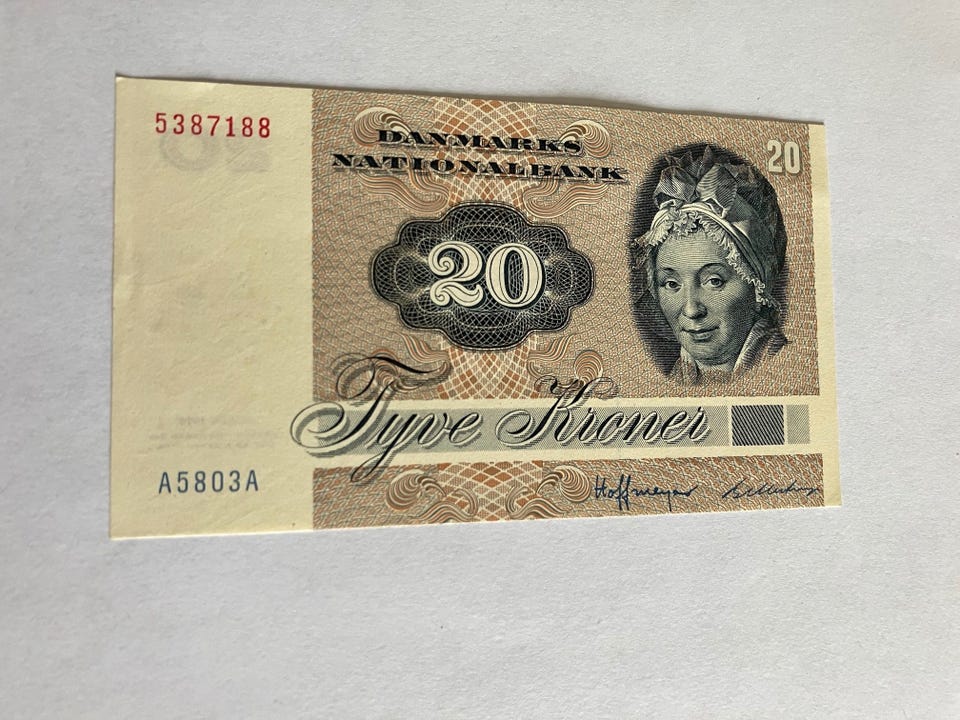 5387188
DANMARKS
NATIONALBANK
20
20
Tyve Kroner
A5803A
Hoffmeyer